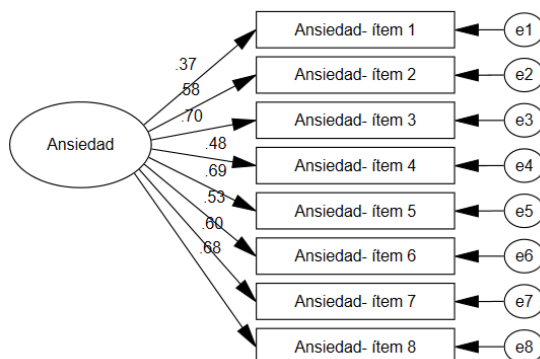 Ansiedad- ítem 1
e1
.37
Ansiedad- ítem 2
e2
.58
.70
Ansiedad- ítem 3
e3
Ansiedad
.48
Ansiedad- ítem 4
e4
.69
Ansiedad- ítem 5
e5
.53
.60
Ansiedad- ítem 6
e6
.68
Ansiedad- ítem 7
e7
Ansiedad- ítem 8
e8